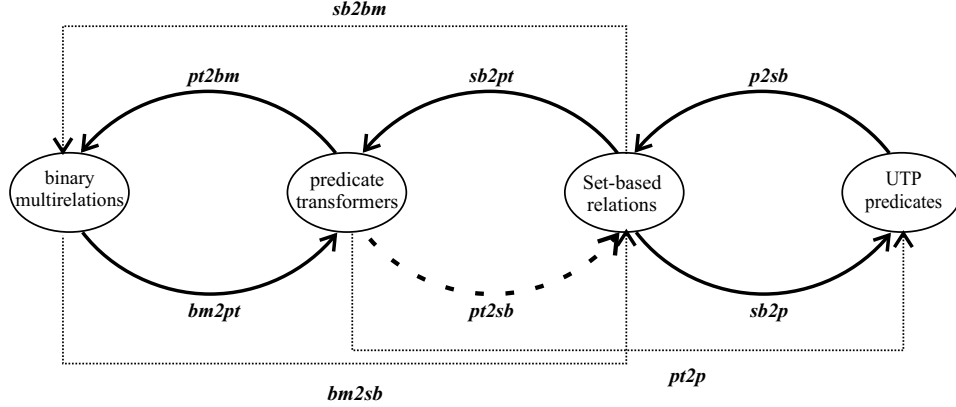 sb2bm
pt2bm
sb2pt
p2sb
binary
multirelations
predicate
transformers
Set-based
relations
UTP
predicates
bm2pt
pt2sb
sb2p
bm2sb
pt2p